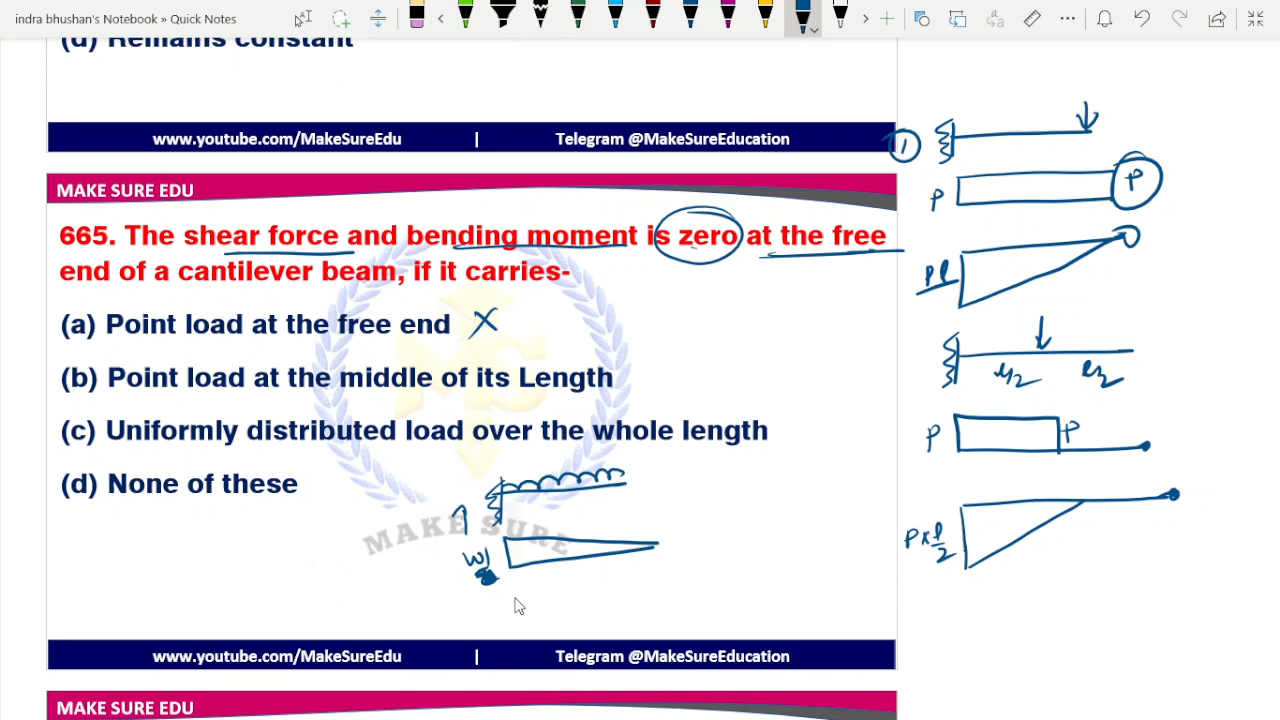 indra bhushan's Notebook » Quick Notes
(d) Remains constant
www.youtube.com/MakeSureEdu | Telegram @MakeSureEducation
MAKE SURE EDU
665. The shear force and bending moment is zero at the free
end of a cantilever beam, if it carries-
(a) Point load at the free end X
(b) Point load at the middle of its Length
(c) Uniformly distributed load over the whole length
(d) None of these
MAKE SURE
wl
www.youtube.com/MakeSureEdu | Telegram @MakeSureEducation
MAKE SURE EDU
1
P P
Pl
l/2 l/2
P P
P x l/2